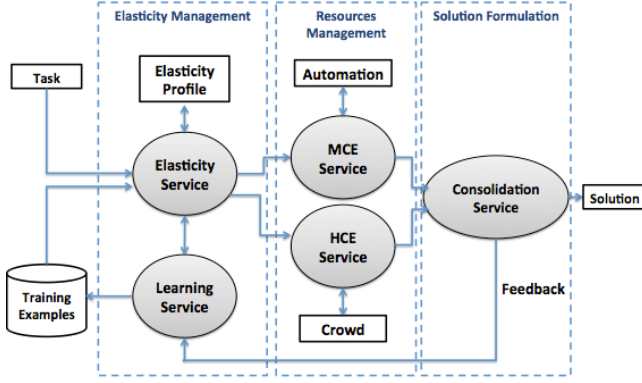 Elasticity Management
Resources
Management
Solution Formulation
Task
Elasticity
Profile
Automation
Elasticity
Service
MCE
Service
Consolidation
Service
Solution
HCE
Service
Training
Examples
Learning
Service
Feedback
Crowd